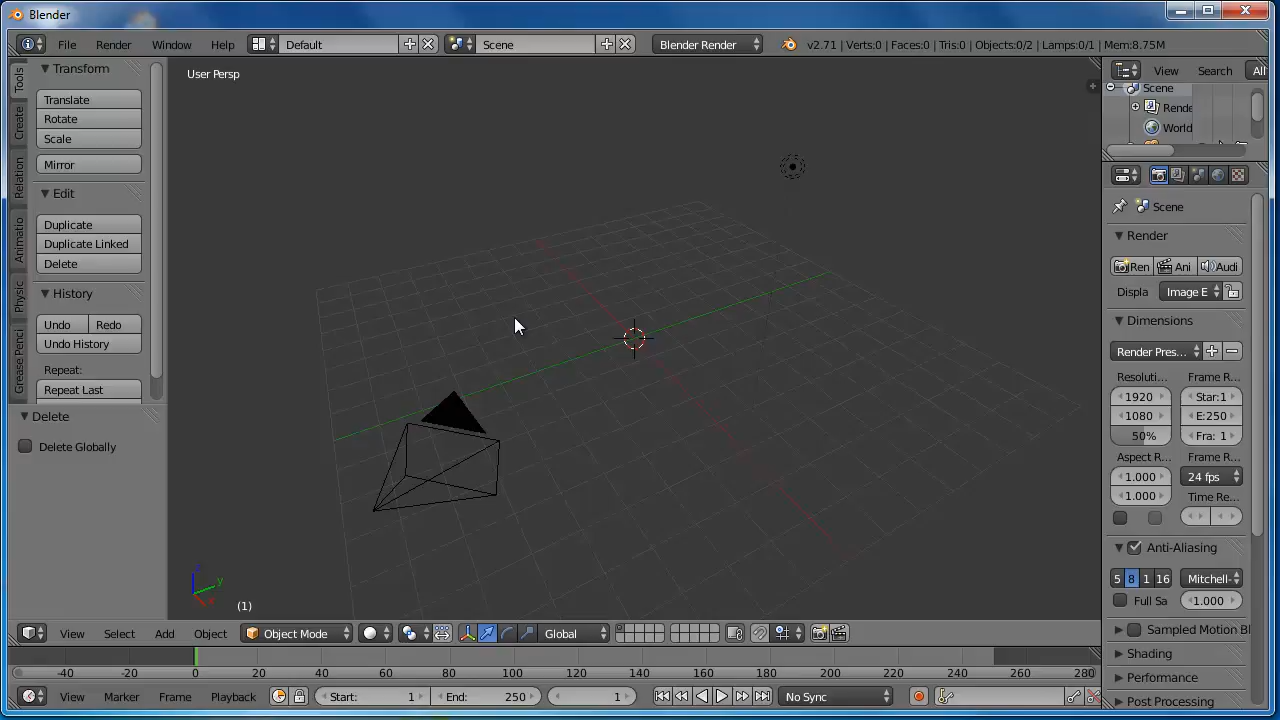 Blender
File Render Window Help Default Scene Blender Render v2.71 | Verts:0 | Faces:0 | Tris:0 | Objects:0/2 | Lamps:0/1 | Mem:8.75M
Tools
Create
Relation
Animatio
Physic
Grease Penci
Transform
Translate
Rotate
Scale
Mirror
Edit
Duplicate
Duplicate Linked
Delete
History
Undo Redo
Undo History
Repeat:
Repeat Last
Delete
Delete Globally
User Persp
z
y
x
(1)
View Select Add Object Object Mode Global
-40 -20 0 20 40 60 80 100 120 140 160 180 200 220 240 260 280
View Marker Frame Playback Start: 1 End: 250 1 No Sync
View Search All
Scene
Rende
World
Scene
Render
Ren Ani Audi
Displa Image E
Dimensions
Render Pres...
Resoluti... Frame R...
1920 Star:1
1080 E:250
50% Fra: 1
Aspect R... Frame R...
1.000 24 fps
1.000 Time Re...
Anti-Aliasing
5 8 1 16 Mitchell-
Full Sa 1.000
Sampled Motion Bl
Shading
Performance
Post Processing